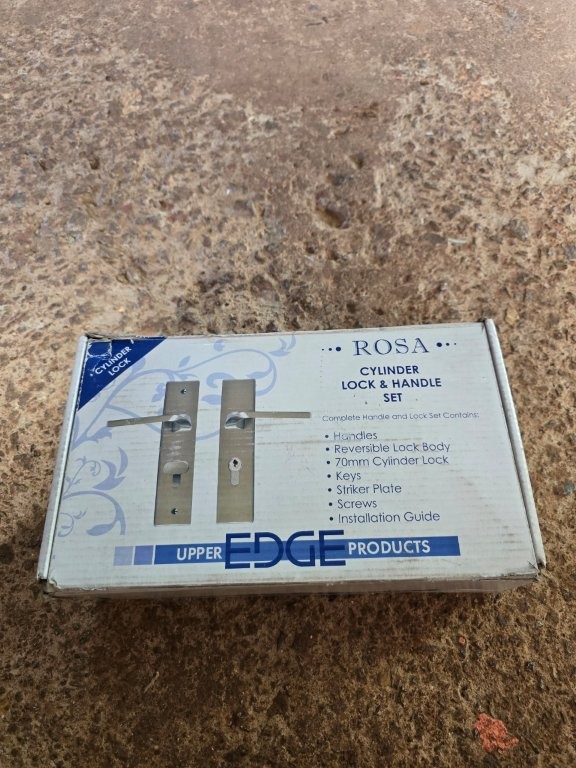 CYLINDER
LOCK
ROSA
CYLINDER
LOCK & HANDLE
SET
Complete Handle and Lock Set Contains:
• Handles
• Reversible Lock Body
• 70mm Cylinder Lock
• Keys
• Striker Plate
• Screws
• Installation Guide
UPPER EDGE PRODUCTS